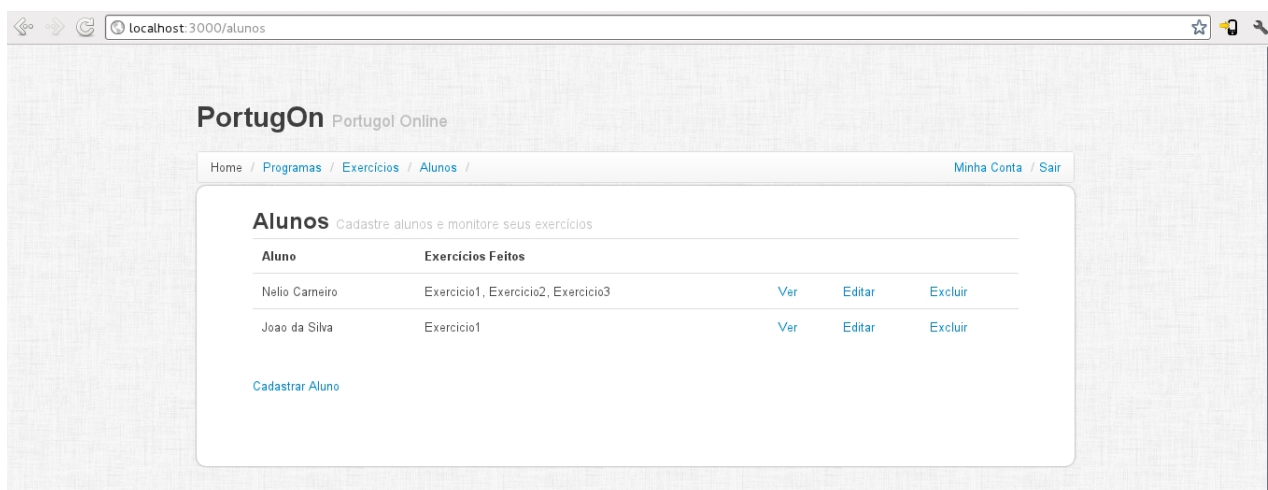 localhost:3000/alunos
PortugOn Portugol Online
Home / Programas / Exercícios / Alunos / Minha Conta / Sair
Alunos Cadastre alunos e monitore seus exercícios
Aluno Exercícios Feitos
Nelio Carneiro Exercicio1, Exercicio2, Exercicio3 Ver Editar Excluir
Joao da Silva Exercicio1 Ver Editar Excluir
Cadastrar Aluno